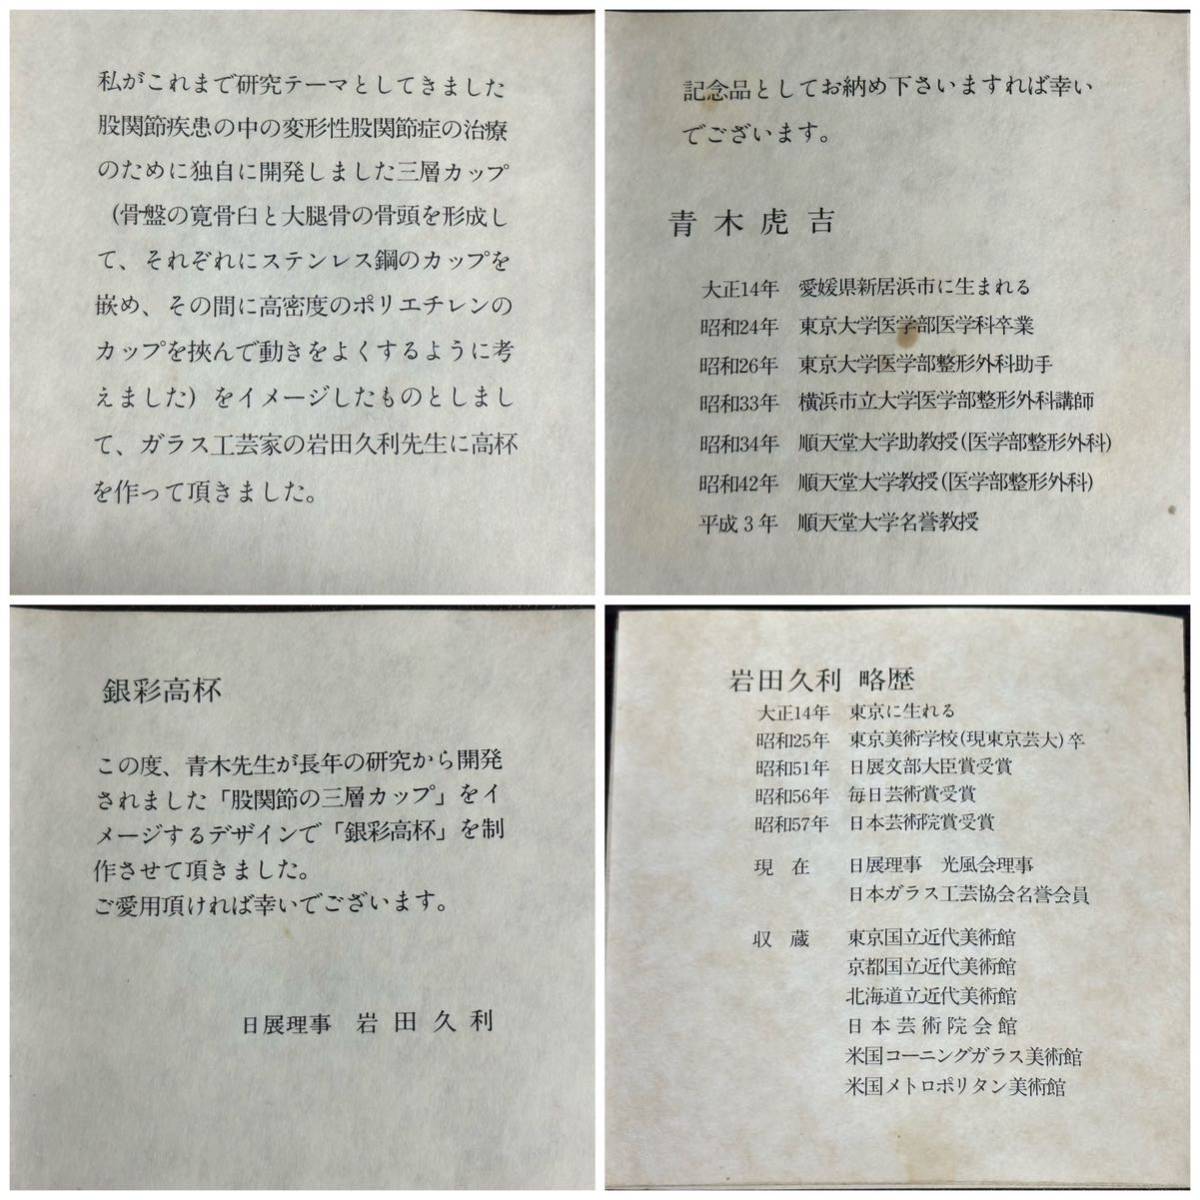 私がこれまで研究テーマとしてきました
股関節疾患の中の変形性股関節症の治療
のために独自に開発しました三層カップ
（骨盤の寛骨臼と大腿骨の骨頭を形成し
て、それぞれにステンレス鋼のカップを
嵌め、その間に高密度のポリエチレンの
カップを挾んで動きをよくするように考
えました）をイメージしたものとしまし
て、ガラス工芸家の岩田久利先生に高杯
を作って頂きました。
記念品としてお納め下さいますれば幸い
でございます。
青木虎吉
大正14年 愛媛県新居浜市に生まれる
昭和24年 東京大学医学部医学科卒業
昭和26年 東京大学医学部整形外科助手
昭和33年 横浜市立大学医学部整形外科講師
昭和34年 順天堂大学助教授(医学部整形外科)
昭和42年 順天堂大学教授(医学部整形外科)
平成3年 順天堂大学名誉教授
銀彩高杯
この度、青木先生が長年の研究から開発
されました「股関節の三層カップ」をイ
メージするデザインで「銀彩高杯」を制
作させて頂きました。
ご愛用頂ければ幸いでございます。
日展理事 岩田久利
岩田久利 略歴
大正14年 東京に生れる
昭和25年 東京美術学校(現東京芸大)卒
昭和51年 日展文部大臣賞受賞
昭和56年 毎日芸術賞受賞
昭和57年 日本芸術院賞受賞
現在 日展理事 光風会理事
日本ガラス工芸協会名誉会員
収蔵 東京国立近代美術館
京都国立近代美術館
北海道立近代美術館
日本芸術院会館
米国コーニングガラス美術館
米国メトロポリタン美術館